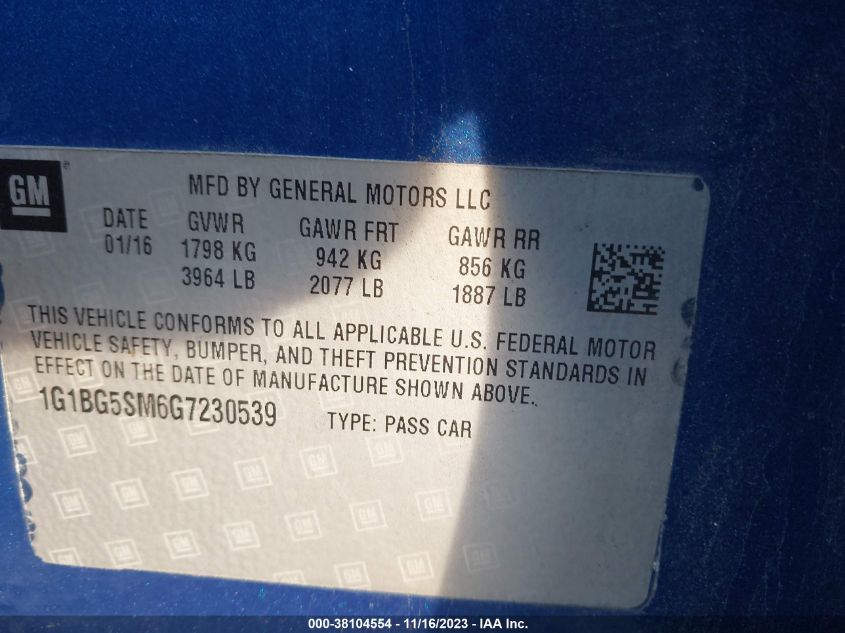 GM
MFD BY GENERAL MOTORS LLC
DATE GVWR GAWR FRT GAWR RR
01/16 1798 KG 942 KG 856 KG
3964 LB 2077 LB 1887 LB
THIS VEHICLE CONFORMS TO ALL APPLICABLE U.S. FEDERAL MOTOR
VEHICLE SAFETY, BUMPER, AND THEFT PREVENTION STANDARDS IN
EFFECT ON THE DATE OF MANUFACTURE SHOWN ABOVE.
1G1BG5SM6G7230539 TYPE: PASS CAR
000-38104554 - 11/16/2023 - IAA Inc.